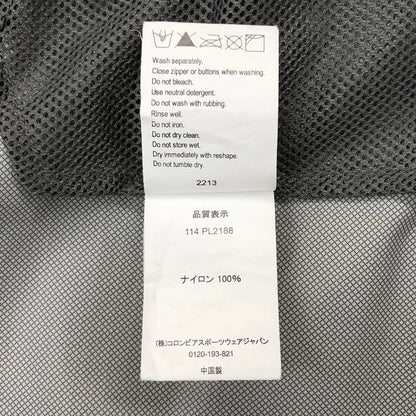 Wash separately.
Close zipper or buttons when washing.
Do not bleach.
Use neutral detergent.
Do not wash with rubbing.
Rinse well.
Do not iron.
Do not dry clean.
Do not store wet.
Dry immediately with reshape.
Do not tumble dry.
2213
品質表示
114 PL2188
ナイロン 100%
(株)コロンビアスポーツウェアジャパン
0120-193-821
中国製